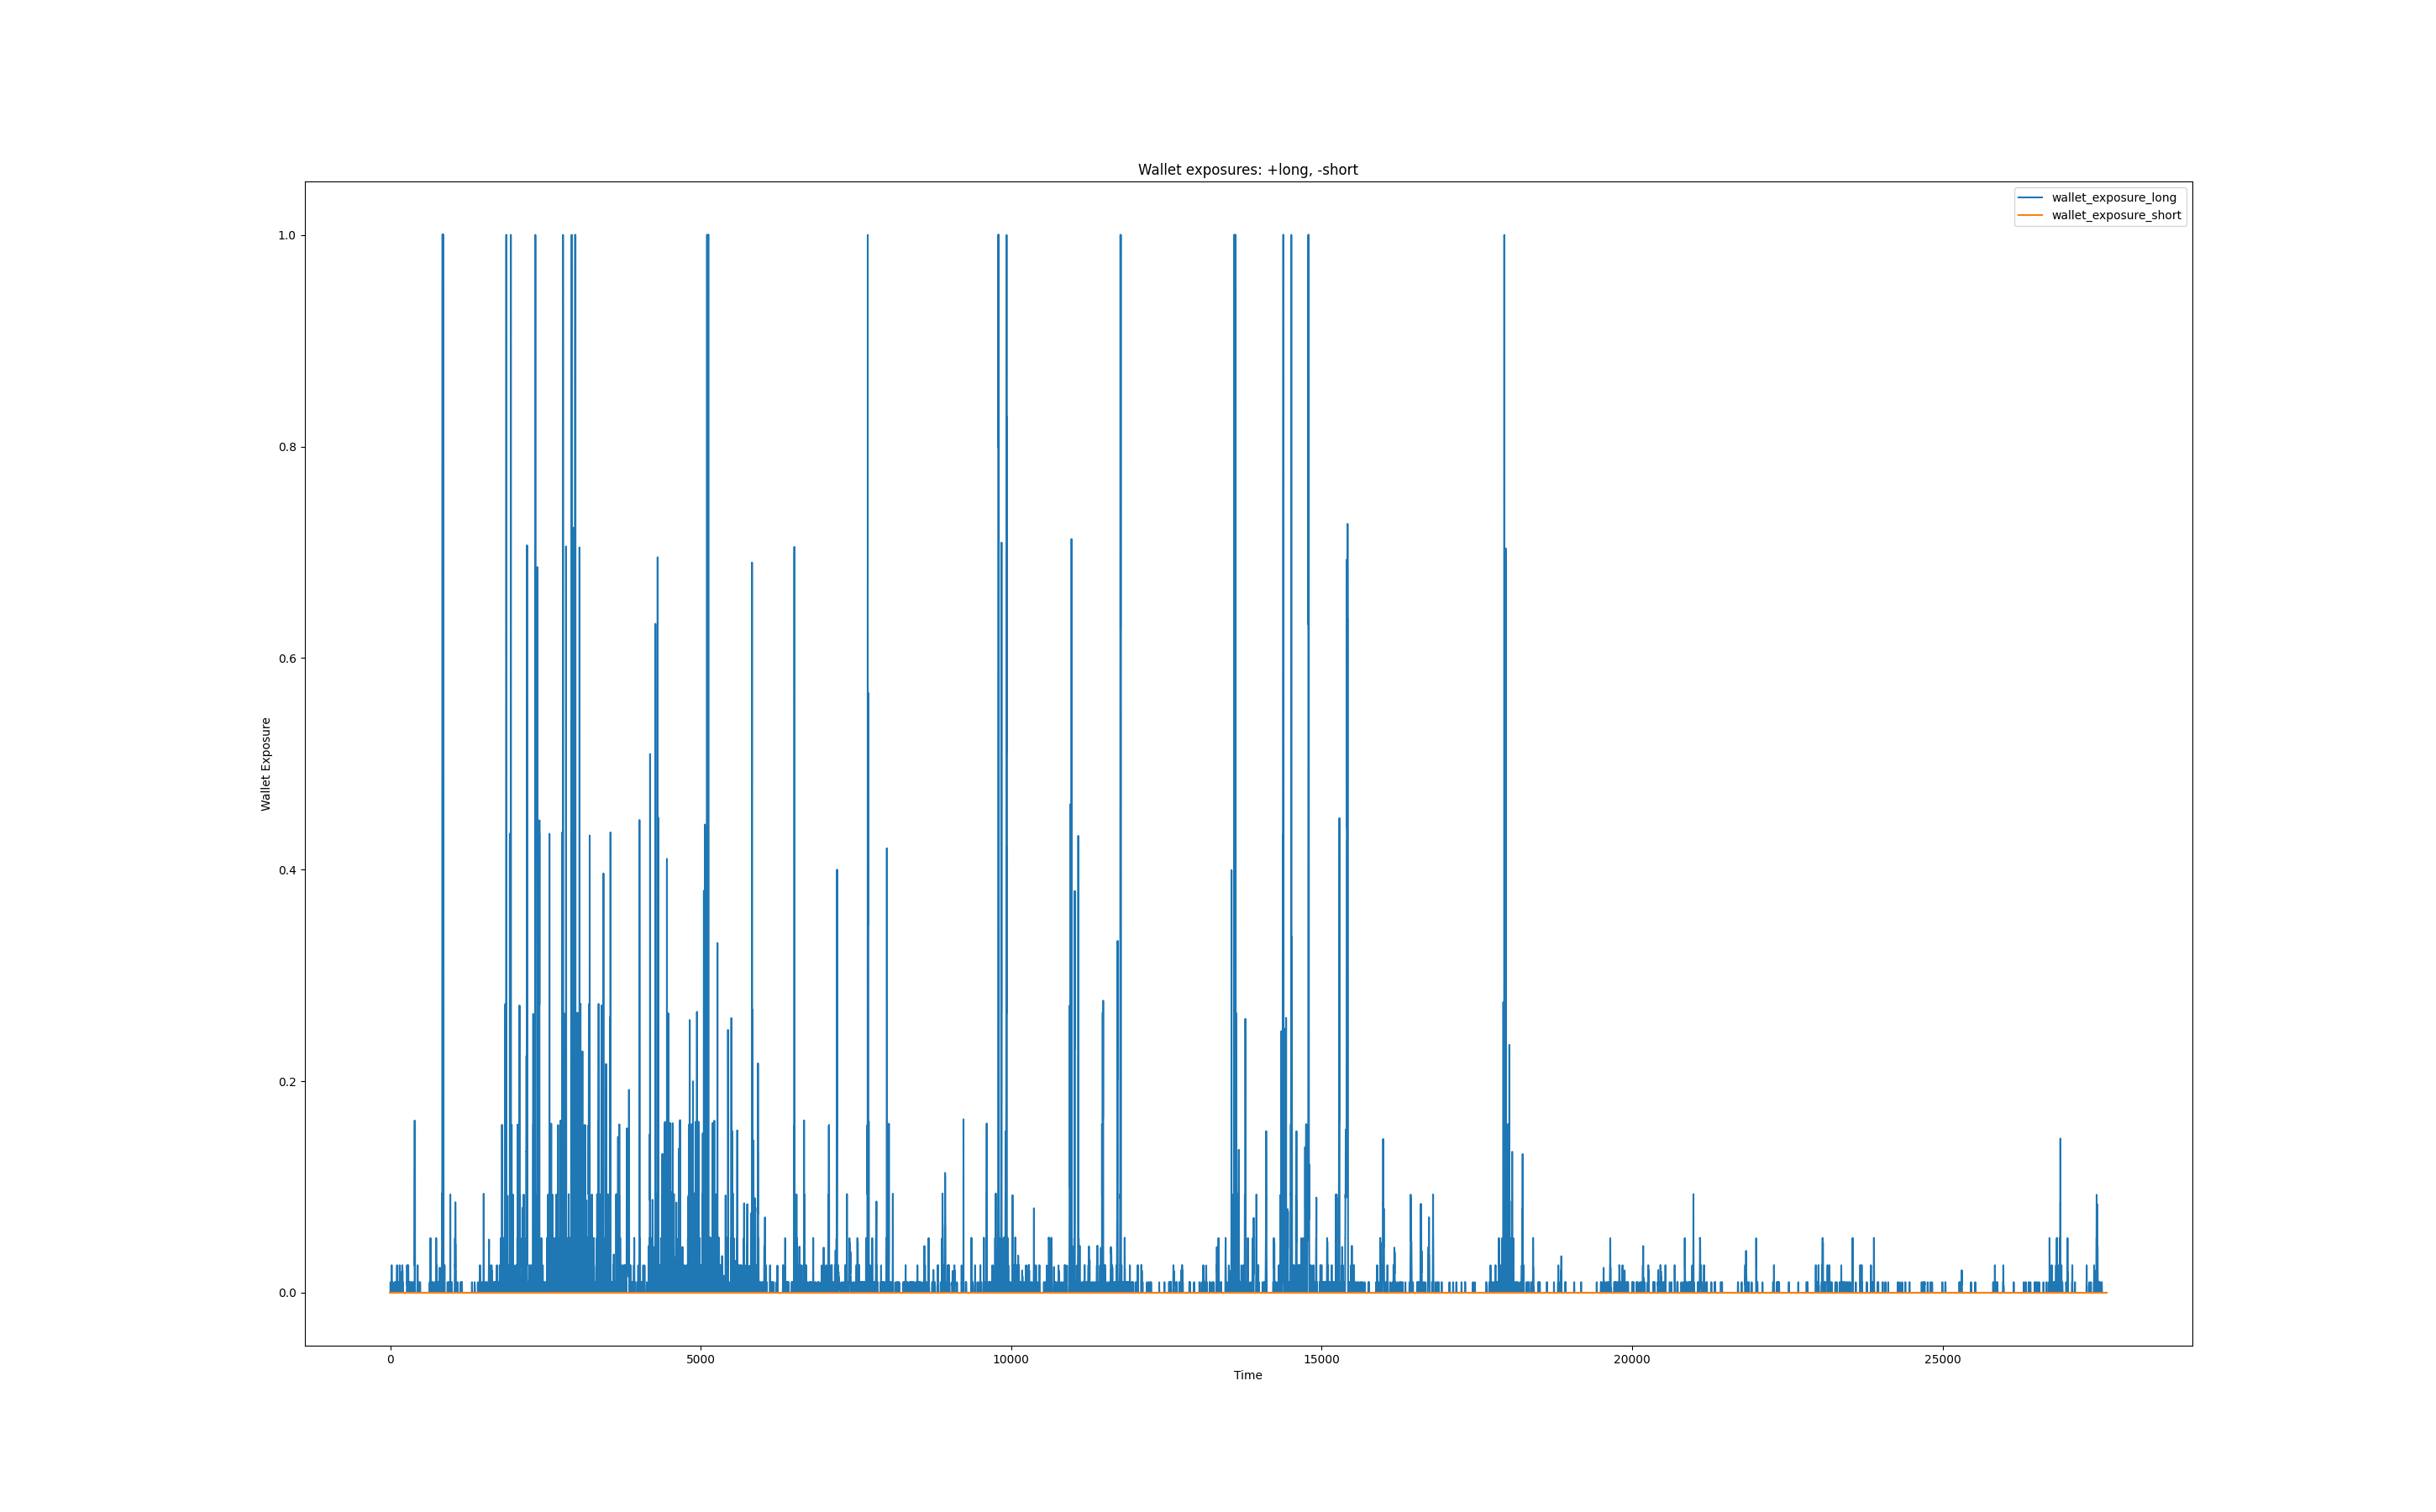 Wallet exposures: +long, -short
wallet_exposure_long
wallet_exposure_short
1.0
0.8
0.6
0.4
0.2
0.0
Wallet Exposure
0 5000 10000 15000 20000 25000
Time